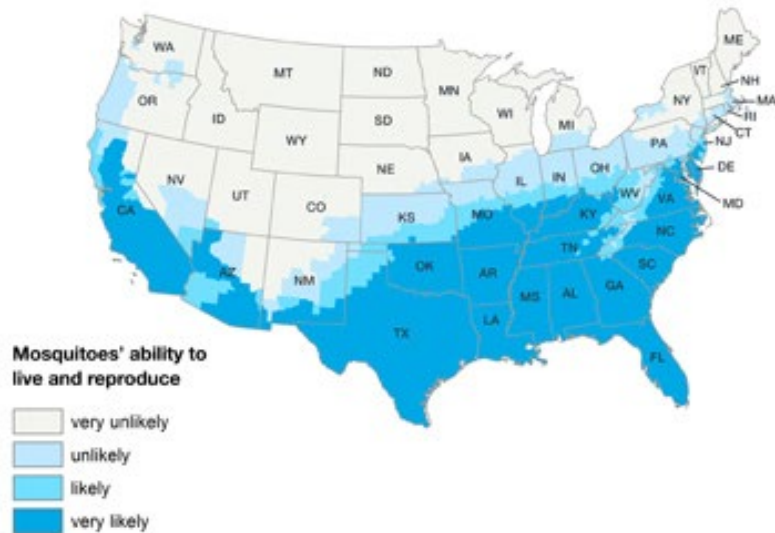 WA
MT
ND
MN
ME
VT
NH
MA
RI
CT
NY
WI
MI
OR
ID
SD
WY
NE
IA
PA
NJ
DE
MD
NV
UT
CO
KS
IL
IN
OH
WV
VA
CA
AZ
NM
OK
MO
KY
TN
NC
SC
AR
MS
AL
GA
LA
TX
FL
Mosquitoes' ability to
live and reproduce
very unlikely
unlikely
likely
very likely